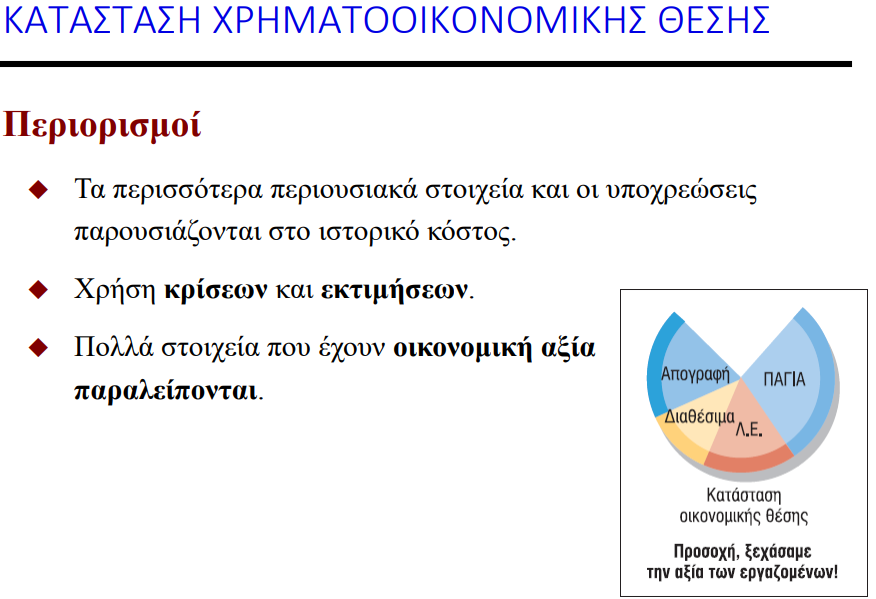 ΚΑΤΑΣΤΑΣΗ ΧΡΗΜΑΤΟΟΙΚΟΝΟΜΙΚΗΣ ΘΕΣΗΣ
Περιορισμοί
Τα περισσότερα περιουσιακά στοιχεία και οι υποχρεώσεις
παρουσιάζονται στο ιστορικό κόστος.
Χρήση κρίσεων και εκτιμήσεων.
Πολλά στοιχεία που έχουν οικονομική αξία
παραλείπονται.
Απογραφή
ΠΑΓΙΑ
Διαθέσιμα
Λ.Ε.
Κατάσταση
οικονομικής θέσης
Προσοχή, ξεχάσαμε
την αξία των εργαζομένων!